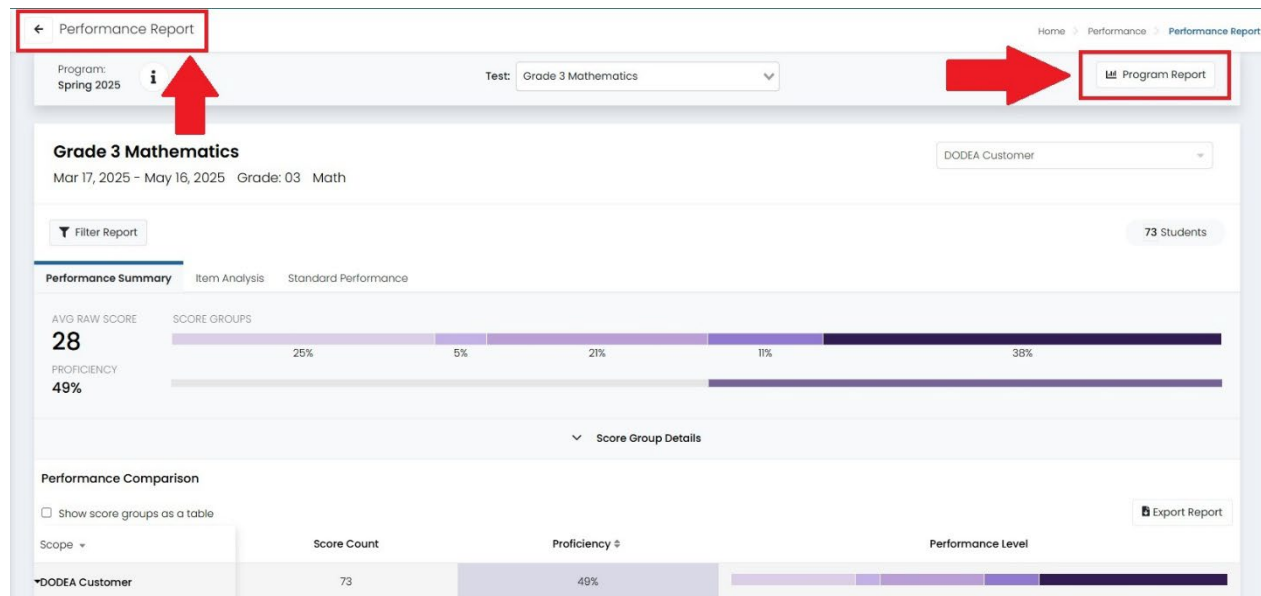 Performance Report
Home > Performance > Performance Report
Program:
Spring 2025
i
Test: Grade 3 Mathematics
Program Report
Grade 3 Mathematics
DODEA Customer
Mar 17, 2025 - May 16, 2025 Grade: 03 Math
Filter Report
73 Students
Performance Summary Item Analysis Standard Performance
AVG RAW SCORE SCORE GROUPS
28
25% 5% 21% 11% 38%
PROFICIENCY
49%
Score Group Details
Performance Comparison
Show score groups as a table
Export Report
Scope Score Count Proficiency Performance Level
DODEA Customer 73 49%